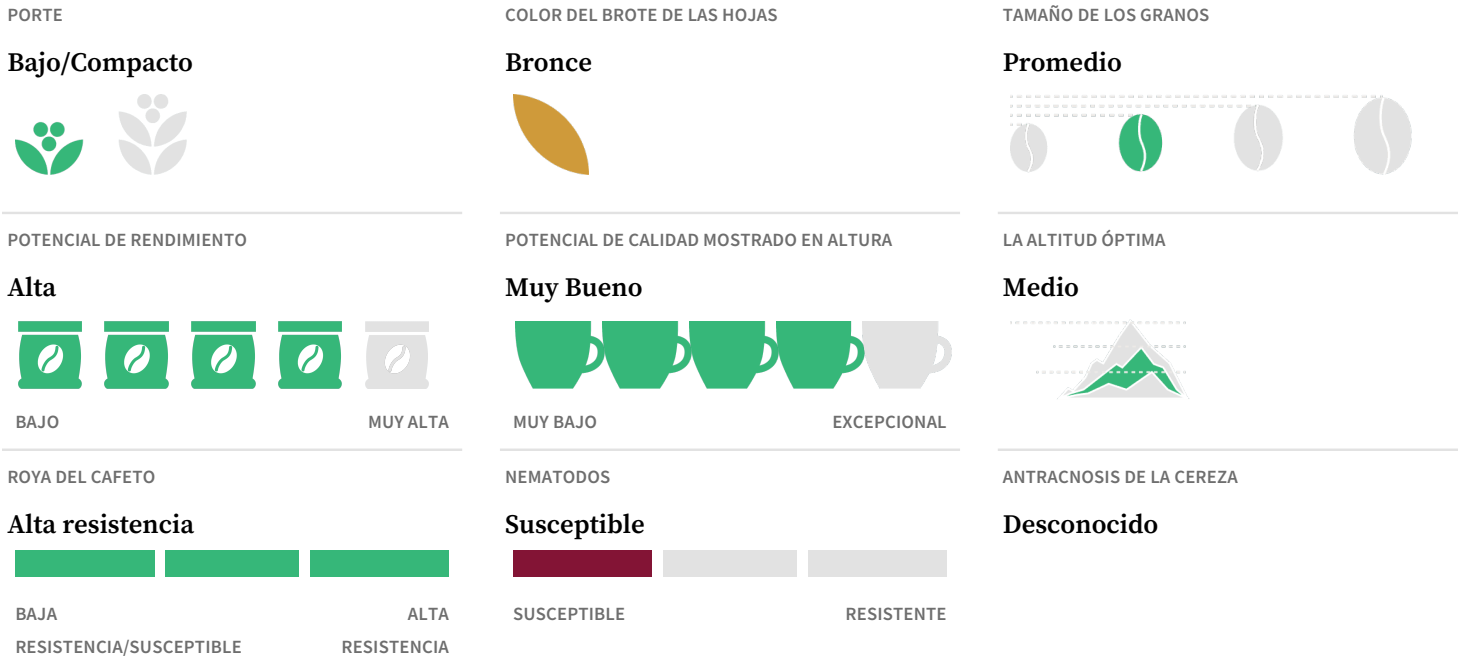 PORTE
Bajo/Compacto
COLOR DEL BROTE DE LAS HOJAS
Bronce
TAMAÑO DE LOS GRANOS
Promedio
POTENCIAL DE RENDIMIENTO
Alta
BAJO
MUY ALTA
POTENCIAL DE CALIDAD MOSTRADO EN ALTURA
Muy Bueno
MUY BAJO
EXCEPCIONAL
LA ALTITUD ÓPTIMA
Medio
ROYA DEL CAFETO
Alta resistencia
BAJA
RESISTENCIA/SUSCEPTIBLE
ALTA
RESISTENCIA
NEMATODOS
Susceptible
SUSCEPTIBLE
RESISTENTE
ANTRACNOSIS DE LA CEREZA
Desconocido